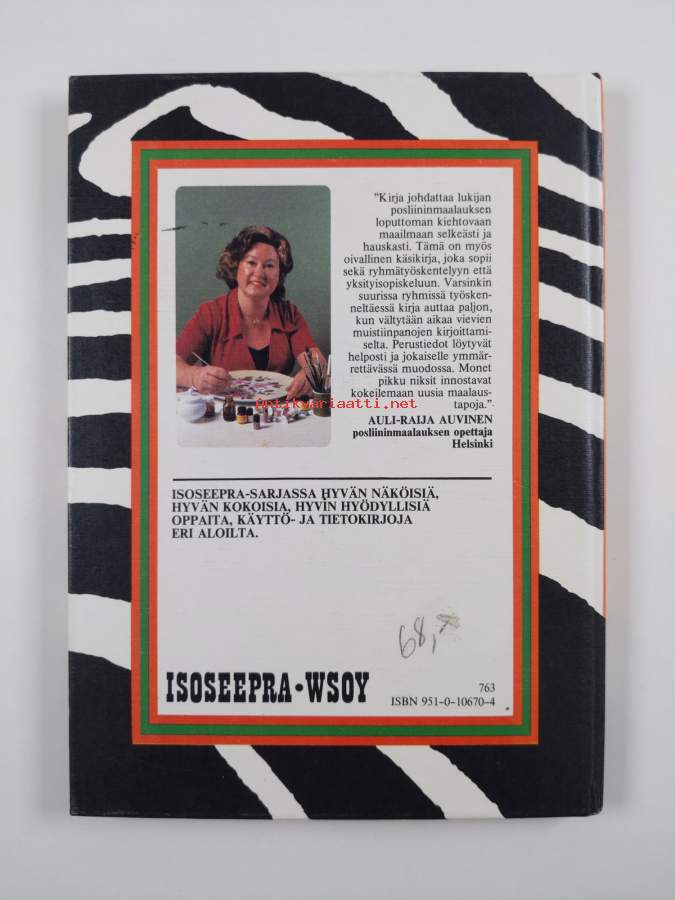 "Kirja johdattaa lukijan
posliininmaalauksen
loputtoman kiehtovaan
maailmaan selkeästi ja
hauskasti. Tämä on myös
oivallinen käsikirja, joka sopii
sekä ryhmätyöskentelyyn että
yksityisopiskeluun. Varsinkin
suurissa ryhmissä työsken-
neltäessä kirja auttaa paljon,
kun vältytään aikaa vievien
muistiinpanojen kirjoittami-
selta. Perustiedot löytyvät
helposti ja jokaiselle ymmär-
rettävässä muodossa. Monet
pikku niksit innostavat
kokeilemaan uusia maalaus-
tapoja."
AULI-RAIJA AUVINEN
posliininmaalauksen opettaja
Helsinki
antikvariaatti.net
ISOSEEPRA-SARJASSA HYVÄN NÄKÖISIÄ,
HYVÄN KOKOISIA, HYVIN HYÖDYLLISIÄ
OPPAITA, KÄYTTÖ- JA TIETOKIRJOJA
ERI ALOILTA.
68,-
ISOSEEPRA•WSOY
763
ISBN 951-0-10670-4